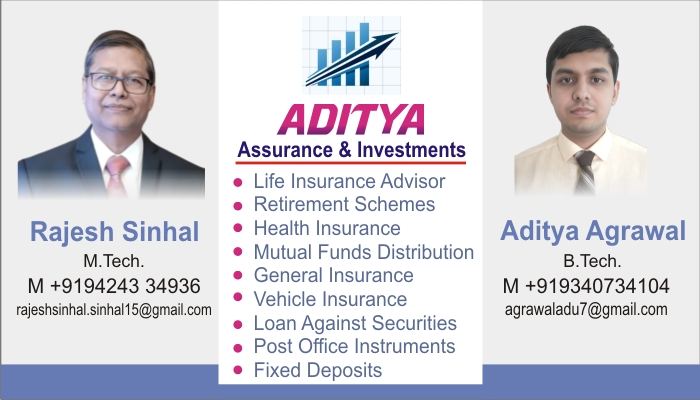 ADITYA
Assurance & Investments
Life Insurance Advisor
Retirement Schemes
Health Insurance
Mutual Funds Distribution
General Insurance
Vehicle Insurance
Loan Against Securities
Post Office Instruments
Fixed Deposits
Rajesh Sinhal
M.Tech.
M +9194243 34936
rajeshsinhal.sinhal15@gmail.com
Aditya Agrawal
B.Tech.
M +919340734104
agrawaladu7@gmail.com